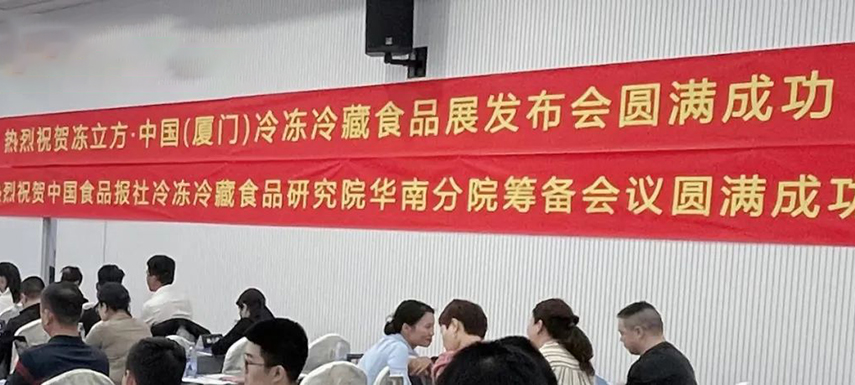 热烈祝贺冻立方·中国(厦门)冷冻冷藏食品展发布会圆满成功
热烈祝贺中国食品报社冷冻冷藏食品研究院华南分院筹备会议圆满成功